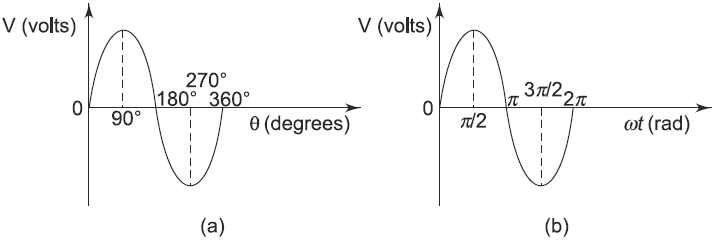 V (volts)
270°
0
180° 360°
90°
θ (degrees)
(a)
V (volts)
3π/2
0
π
2π
π/2
ωt (rad)
(b)